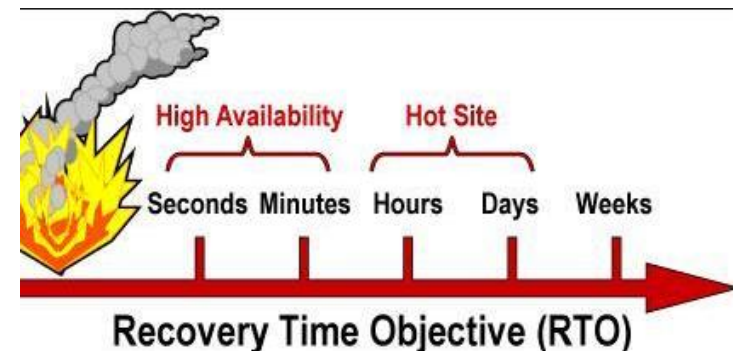 High Availability Hot Site
Seconds Minutes Hours Days Weeks
Recovery Time Objective (RTO)